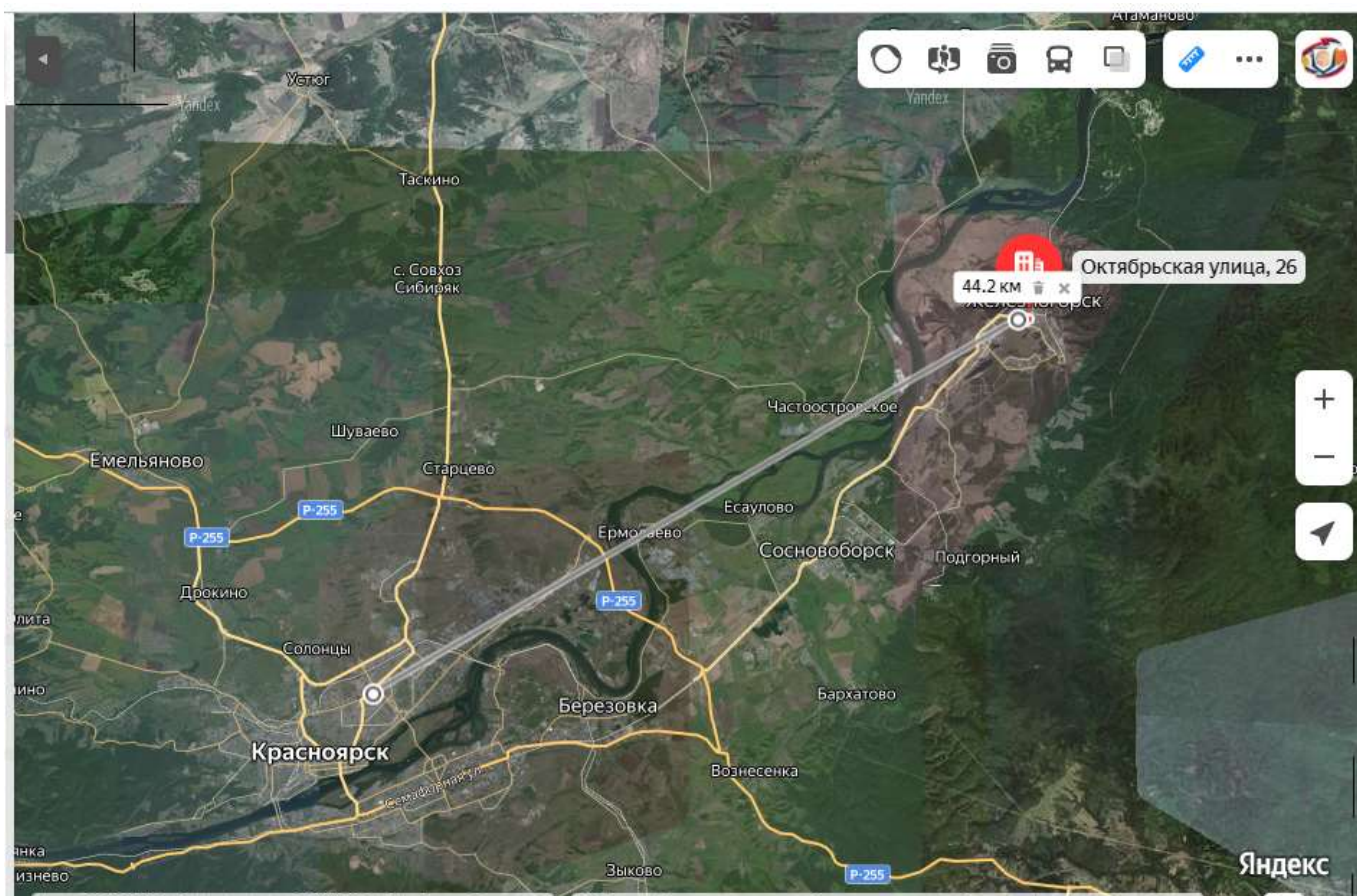 Атаманово
Устюг
Yandex
Yandex
Таскино
с. Совхоз
Сибиряк
Октябрьская улица, 26
44.2 км
Железногорск
Частоостровское
Шуваево
Емельяново
Старцево
Р-255
Р-255
Есаулово
Ермолаево
Сосновоборск
Подгорный
Дрокино
Р-255
Солонцы
Березовка
Бархатово
Красноярск
Семафорная ул.
Вознесенка
Зыково
Р-255
Яндекс